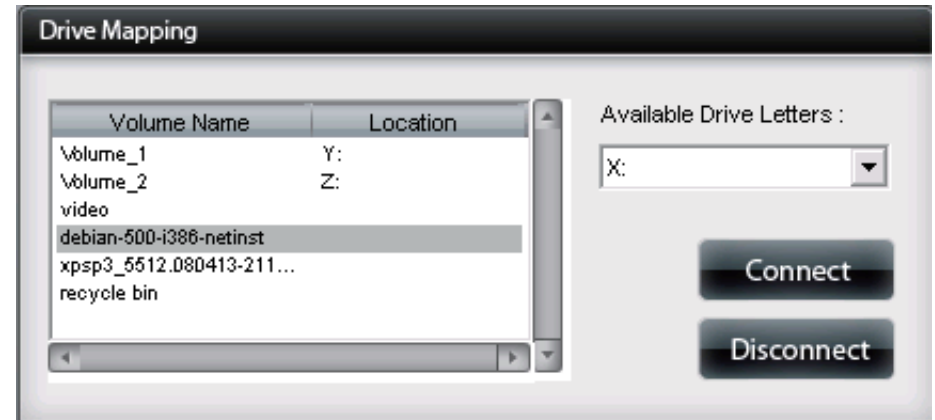 Drive Mapping
Volume Name Location
Volume_1 Y:
Volume_2 Z:
video
debian-500-i386-netinst
xpsp3_5512.080413-211...
recycle bin
Available Drive Letters :
X:
Connect
Disconnect